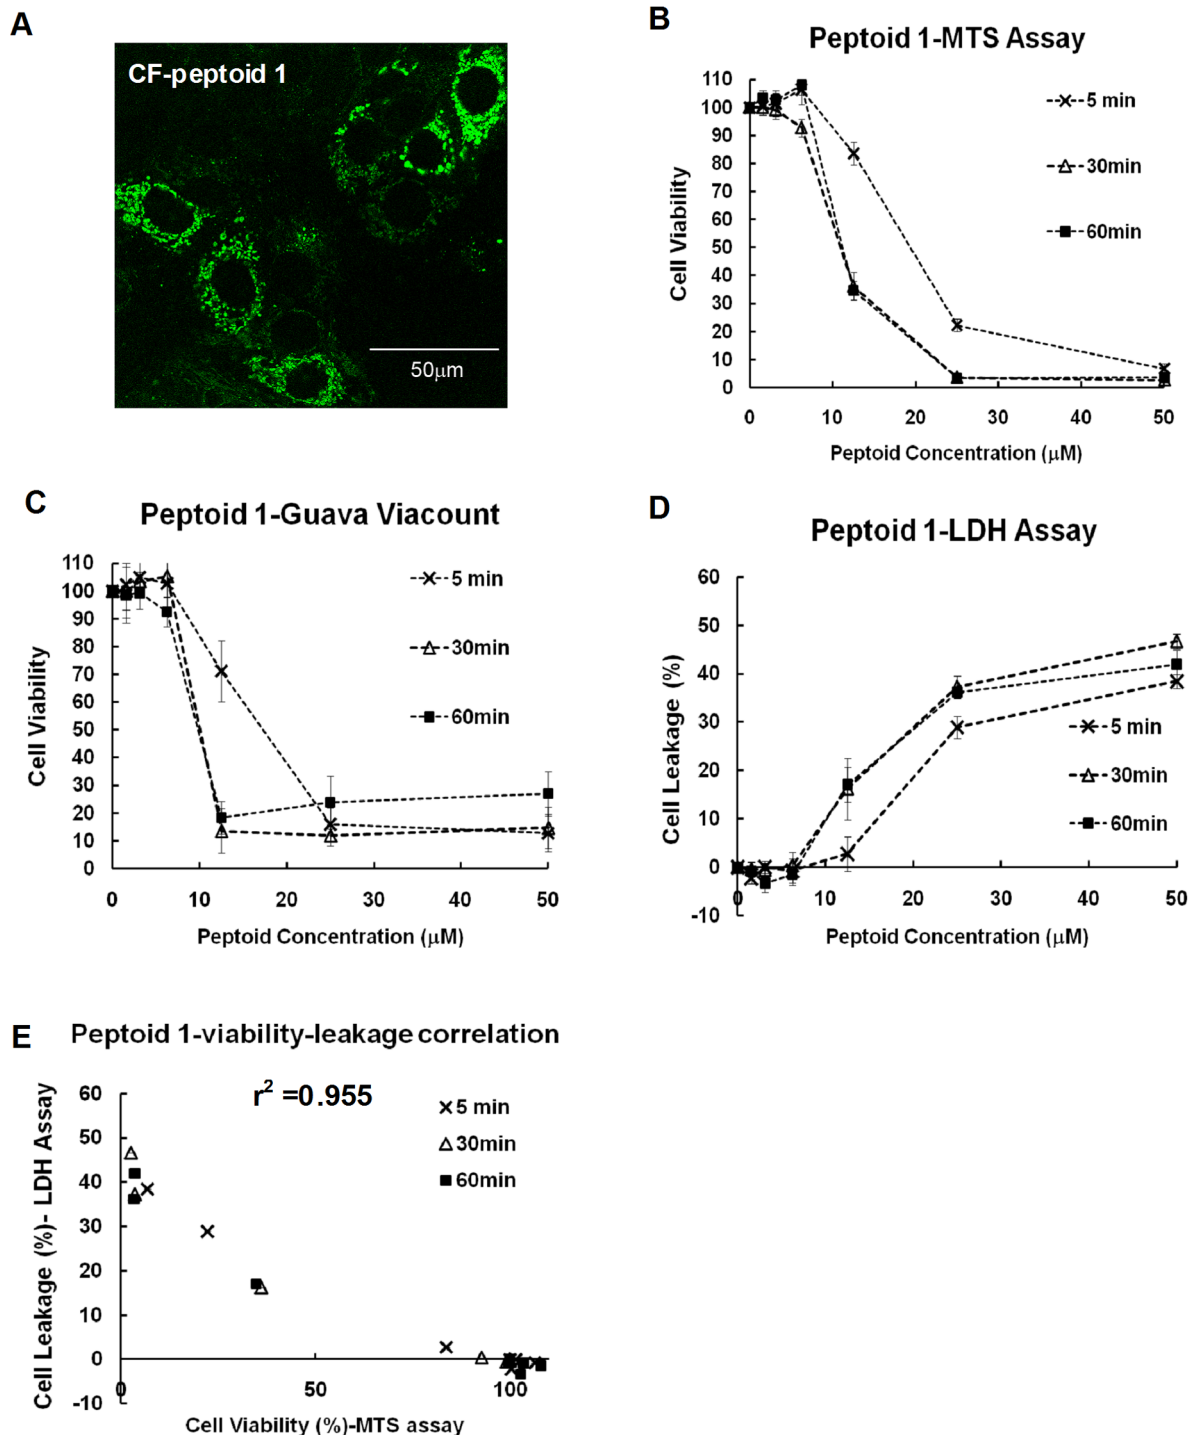 A
CF-peptoid 1
50μm
B
Peptoid 1-MTS Assay
110
100
90
80
70
60
50
40
30
20
10
0
Cell Viability
0 10 20 30 40 50
Peptoid Concentration (μM)
5 min
30min
60min
C
Peptoid 1-Guava Viacount
110
100
90
80
70
60
50
40
30
20
10
0
Cell Viability
0 10 20 30 40 50
Peptoid Concentration (μM)
5 min
30min
60min
D
Peptoid 1-LDH Assay
60
50
40
30
20
10
0
-10
Cell Leakage (%)
0 10 20 30 40 50
Peptoid Concentration (μM)
5 min
30min
60min
E
Peptoid 1-viability-leakage correlation
r² =0.955
60
50
40
30
20
10
0
-10
Cell Leakage (%)- LDH Assay
0 50 100
Cell Viability (%)-MTS assay
5 min
30min
60min